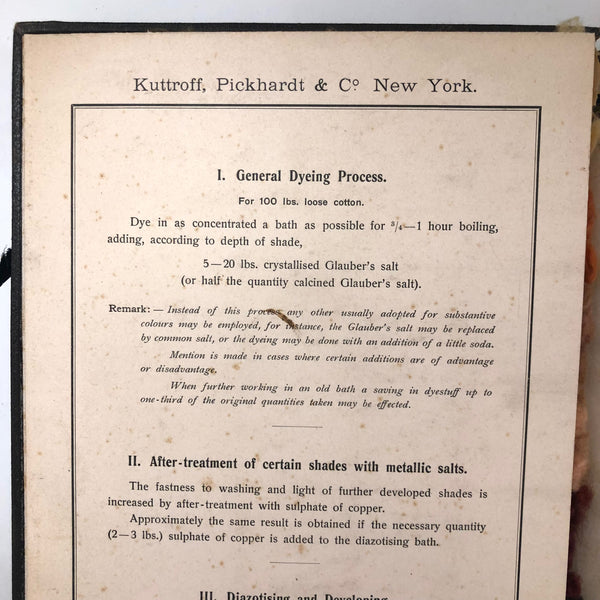 Kuttroff, Pickhardt & Cº New York.
I. General Dyeing Process.
For 100 lbs. loose cotton.
Dye in as concentrated a bath as possible for ³/₄—1 hour boiling,
adding, according to depth of shade,
5—20 lbs. crystallised Glauber's salt
(or half the quantity calcined Glauber's salt).
Remark: — Instead of this process any other usually adopted for substantive
colours may be employed, for instance, the Glauber's salt may be replaced
by common salt, or the dyeing may be done with an addition of a little soda.
Mention is made in cases where certain additions are of advantage
or disadvantage.
When further working in an old bath a saving in dyestuff up to
one-third of the original quantities taken may be effected.
II. After-treatment of certain shades with metallic salts.
The fastness to washing and light of further developed shades is
increased by after-treatment with sulphate of copper.
Approximately the same result is obtained if the necessary quantity
(2—3 lbs.) sulphate of copper is added to the diazotising bath.
III. Diazotising and Developing.